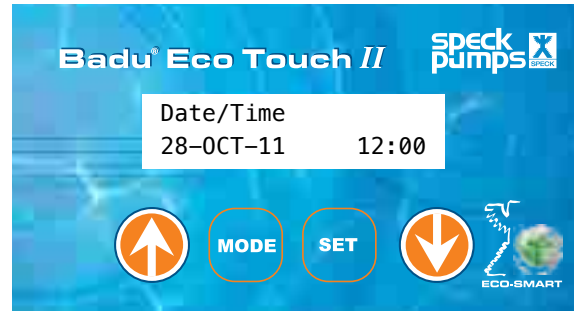 Badu® Eco Touch II
speck pumps
SPECK
Date/Time
28-OCT-11 12:00
MODE
SET
ECO-SMART